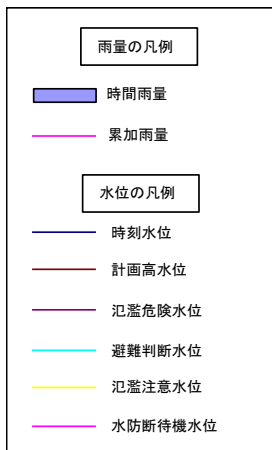 雨量の凡例
時間雨量
累加雨量
水位の凡例
時刻水位
計画高水位
氾濫危険水位
避難判断水位
氾濫注意水位
水防断待機水位